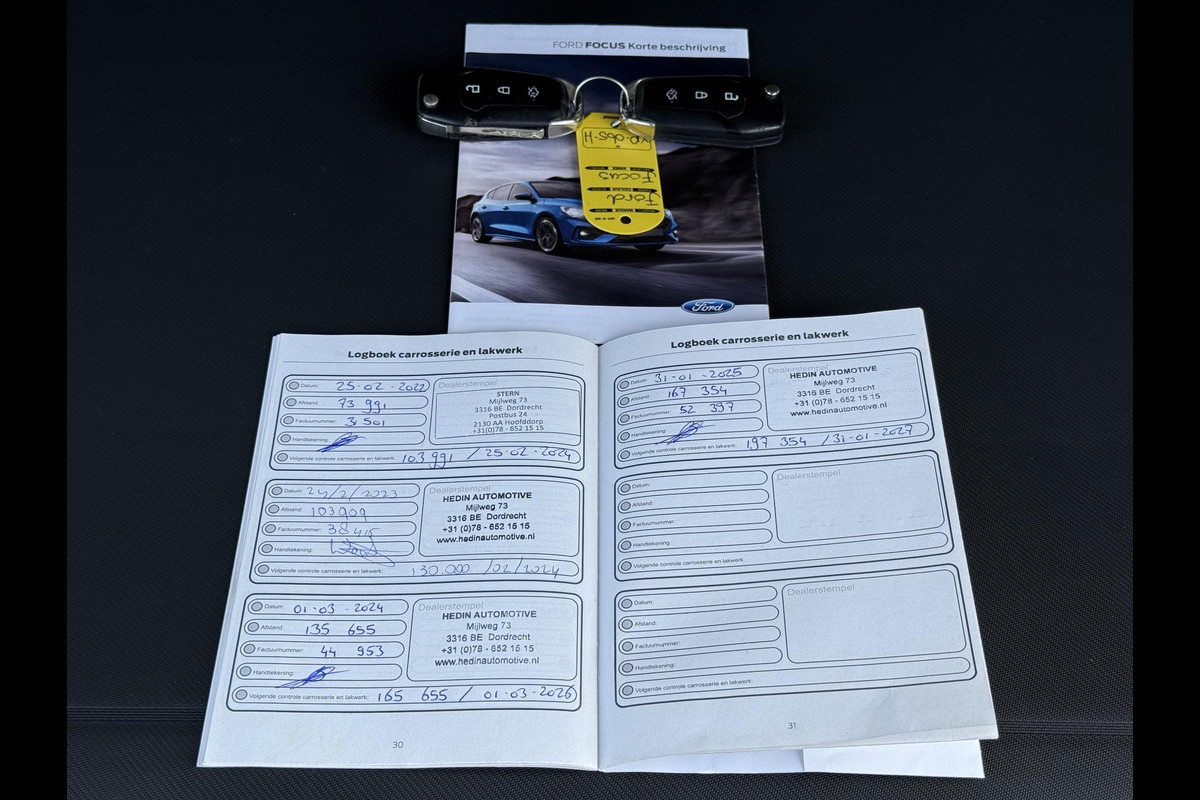 FORD FOCUS Korte beschrijving
Ford
Focus
Ford
Logboek carrosserie en lakwerk
Datum: 25-02-2022
Afstand: 73 991
Factuurnummer: 31501
Handtekening:
Volgende controle carrosserie en lakwerk: 103991 / 25-02-2024
Dealerstempel
STERN
Mijlweg 73
3316 BE Dordrecht
Postbus 24
2130 AA Hoofddorp
+31(0)78 - 652 15 15
Datum: 24/2/2023
Afstand: 103909
Factuurnummer: 38415
Handtekening:
Volgende controle carrosserie en lakwerk: 130.000 /02/2024
Dealerstempel
HEDIN AUTOMOTIVE
Mijlweg 73
3316 BE Dordrecht
+31 (0)78 - 652 15 15
www.hedinautomotive.nl
Datum: 01-03-2024
Afstand: 135 655
Factuurnummer: 44 953
Handtekening:
Volgende controle carrosserie en lakwerk: 165 655 / 01-03-2026
Dealerstempel
HEDIN AUTOMOTIVE
Mijlweg 73
3316 BE Dordrecht
+31 (0)78 - 652 15 15
www.hedinautomotive.nl
30
Logboek carrosserie en lakwerk
Datum: 31-01-2025
Afstand: 167 354
Factuurnummer: 52 397
Handtekening:
Volgende controle carrosserie en lakwerk: 197 354 / 31-01-2027
Dealerstempel
HEDIN AUTOMOTIVE
Mijlweg 73
3316 BE Dordrecht
+31 (0)78 - 652 15 15
www.hedinautomotive.nl
Datum:
Afstand:
Factuurnummer:
Handtekening:
Volgende controle carrosserie en lakwerk:
Dealerstempel
Datum:
Afstand:
Factuurnummer:
Handtekening:
Volgende controle carrosserie en lakwerk:
Dealerstempel
31